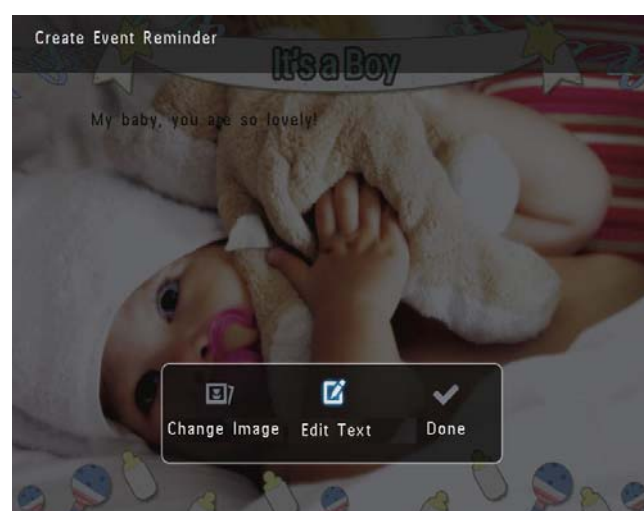 Create Event Reminder
It's a Boy
My baby, you are so lovely!
Change Image
Edit Text
Done